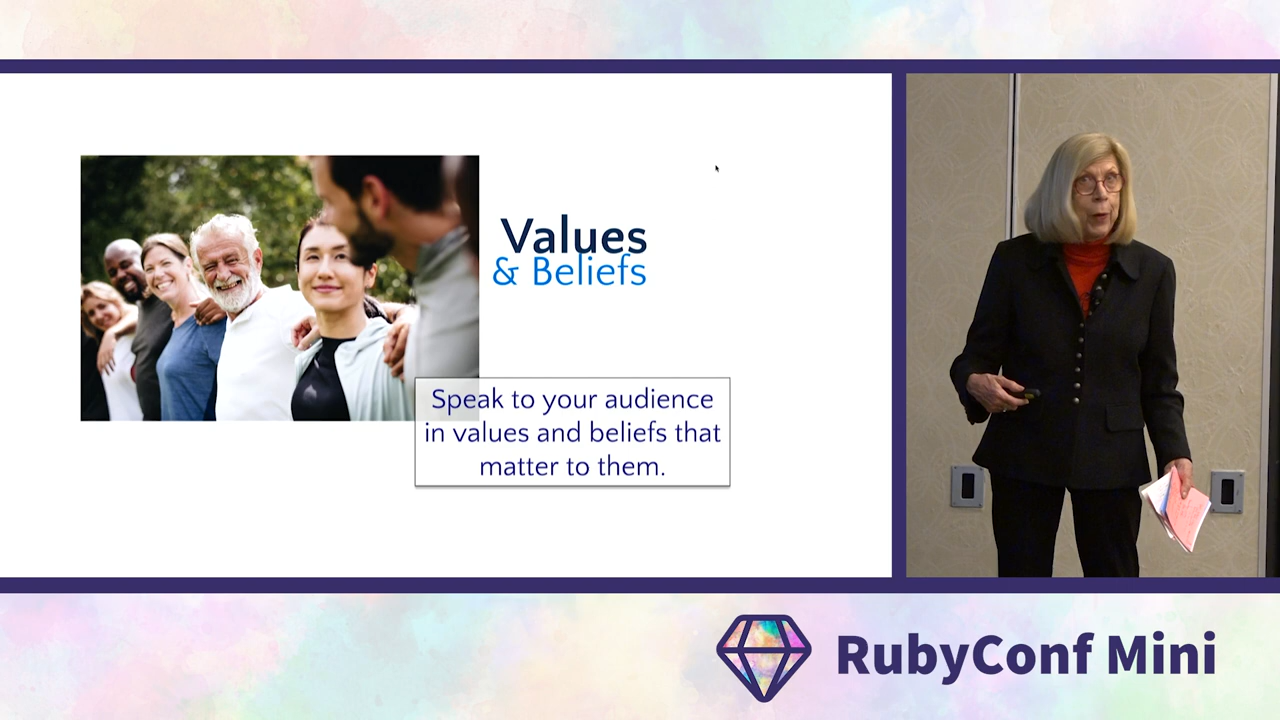 Values
& Beliefs
Speak to your audience
in values and beliefs that
matter to them.
RubyConf Mini